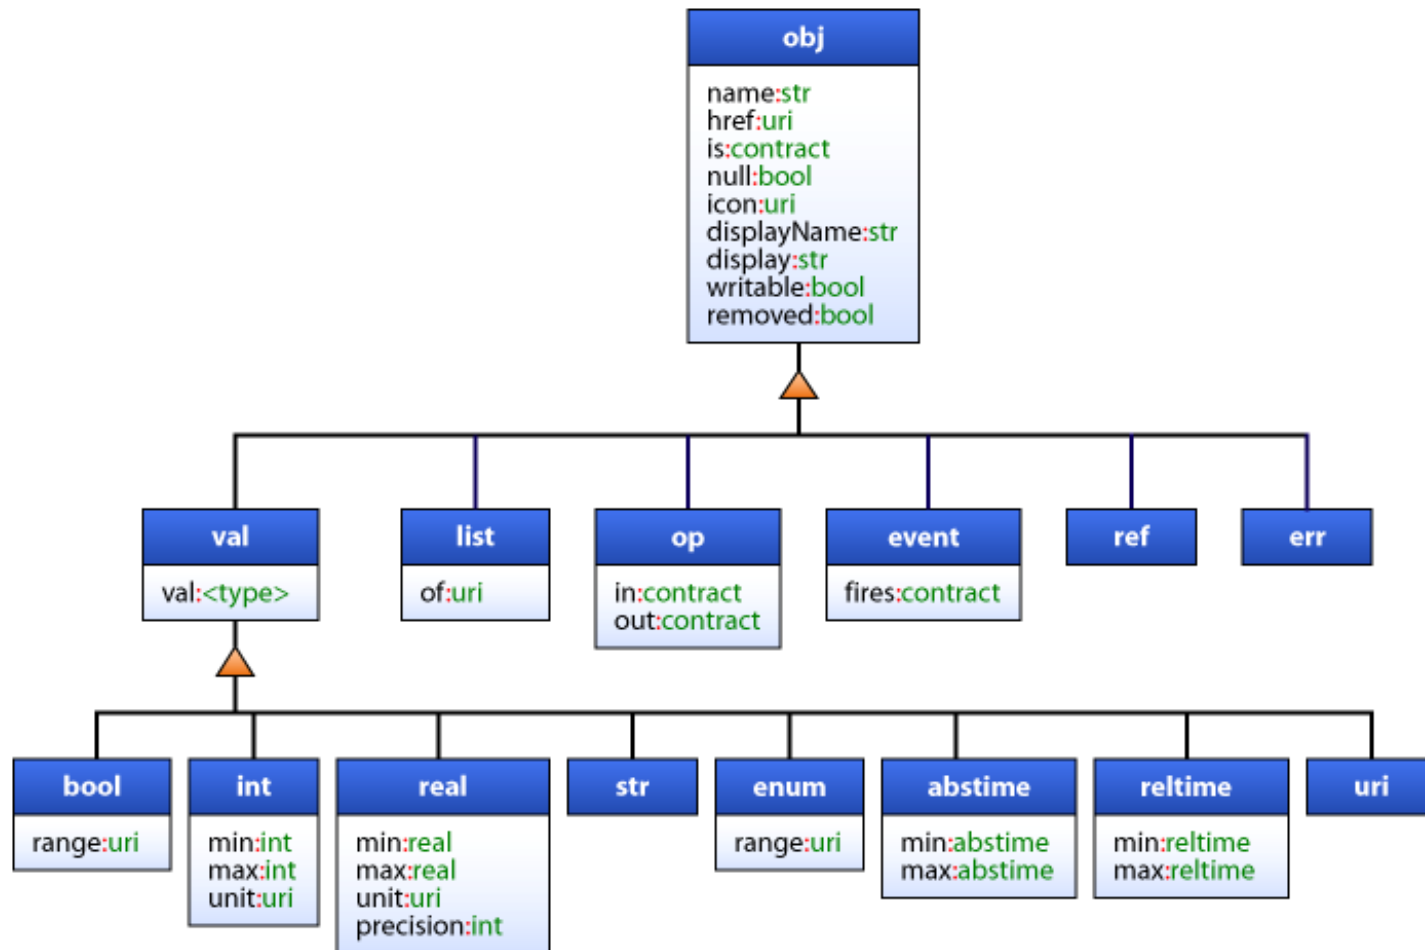 obj
name:str
href:uri
is:contract
null:bool
icon:uri
displayName:str
display:str
writable:bool
removed:bool
val
val:<type>
list
of:uri
op
in:contract
out:contract
event
fires:contract
ref
err
bool
range:uri
int
min:int
max:int
unit:uri
real
min:real
max:real
unit:uri
precision:int
str
enum
range:uri
abstime
min:abstime
max:abstime
reltime
min:reltime
max:reltime
uri